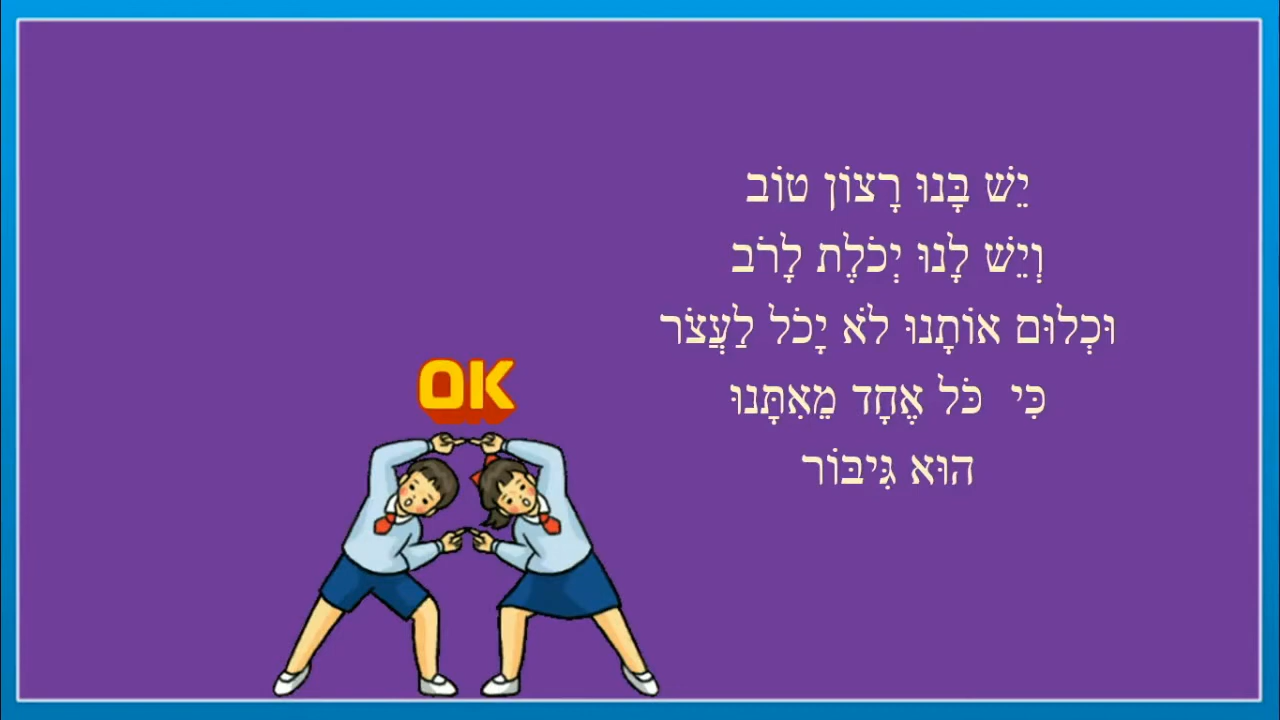 יֵשׁ בָּנוּ רָצוֹן טוֹב
וְיֵשׁ לָנוּ יְכֹלֶת לָרֹב
וּכְלוּם אוֹתָנוּ לֹא יָכֹל לַעֲצֹר
כִּי כֹּל אֶחָד מֵאִתָּנוּ
הוּא גִּיבּוֹר
OK